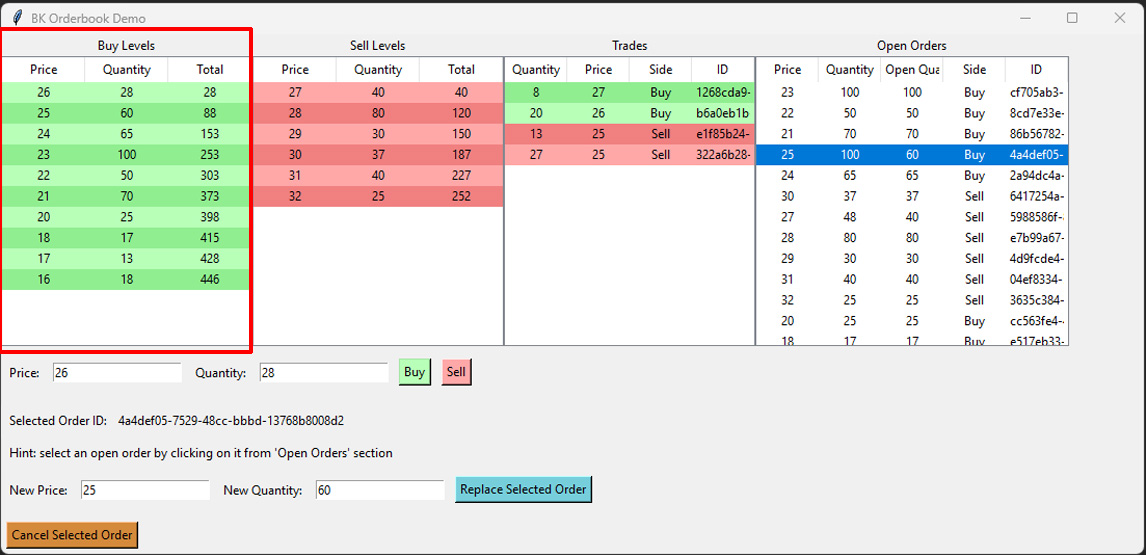 BK Orderbook Demo
Buy Levels Sell Levels Trades Open Orders
Price Quantity Total Price Quantity Total Quantity Price Side ID Price Quantity Open Qua Side ID
26 28 28 27 40 40 8 27 Buy 1268cda9- 23 100 100 Buy cf705ab3-
25 60 88 28 80 120 20 26 Buy b6a0eb1b 22 50 50 Buy 8cd7e33e-
24 65 153 29 30 150 13 25 Sell e1f85b24- 21 70 70 Buy 86b56782-
23 100 253 30 37 187 27 25 Sell 322a6b28- 25 100 60 Buy 4a4def05-
22 50 303 31 40 227 24 65 65 Buy 2a94dc4a-
21 70 373 32 25 252 30 37 37 Sell 6417254a-
20 25 398 27 48 40 Sell 5988586f-
18 17 415 28 80 80 Sell e7b99a67-
17 13 428 29 30 30 Sell 4d9fcde4-
16 18 446 31 40 40 Sell 04ef8334-
32 25 25 Sell 3635c384-
20 25 25 Buy cc563fe4-
18 17 17 Buy e517eb33-
Price: 26 Quantity: 28 Buy Sell
Selected Order ID: 4a4def05-7529-48cc-bbbd-13768b8008d2
Hint: select an open order by clicking on it from 'Open Orders' section
New Price: 25 New Quantity: 60 Replace Selected Order
Cancel Selected Order